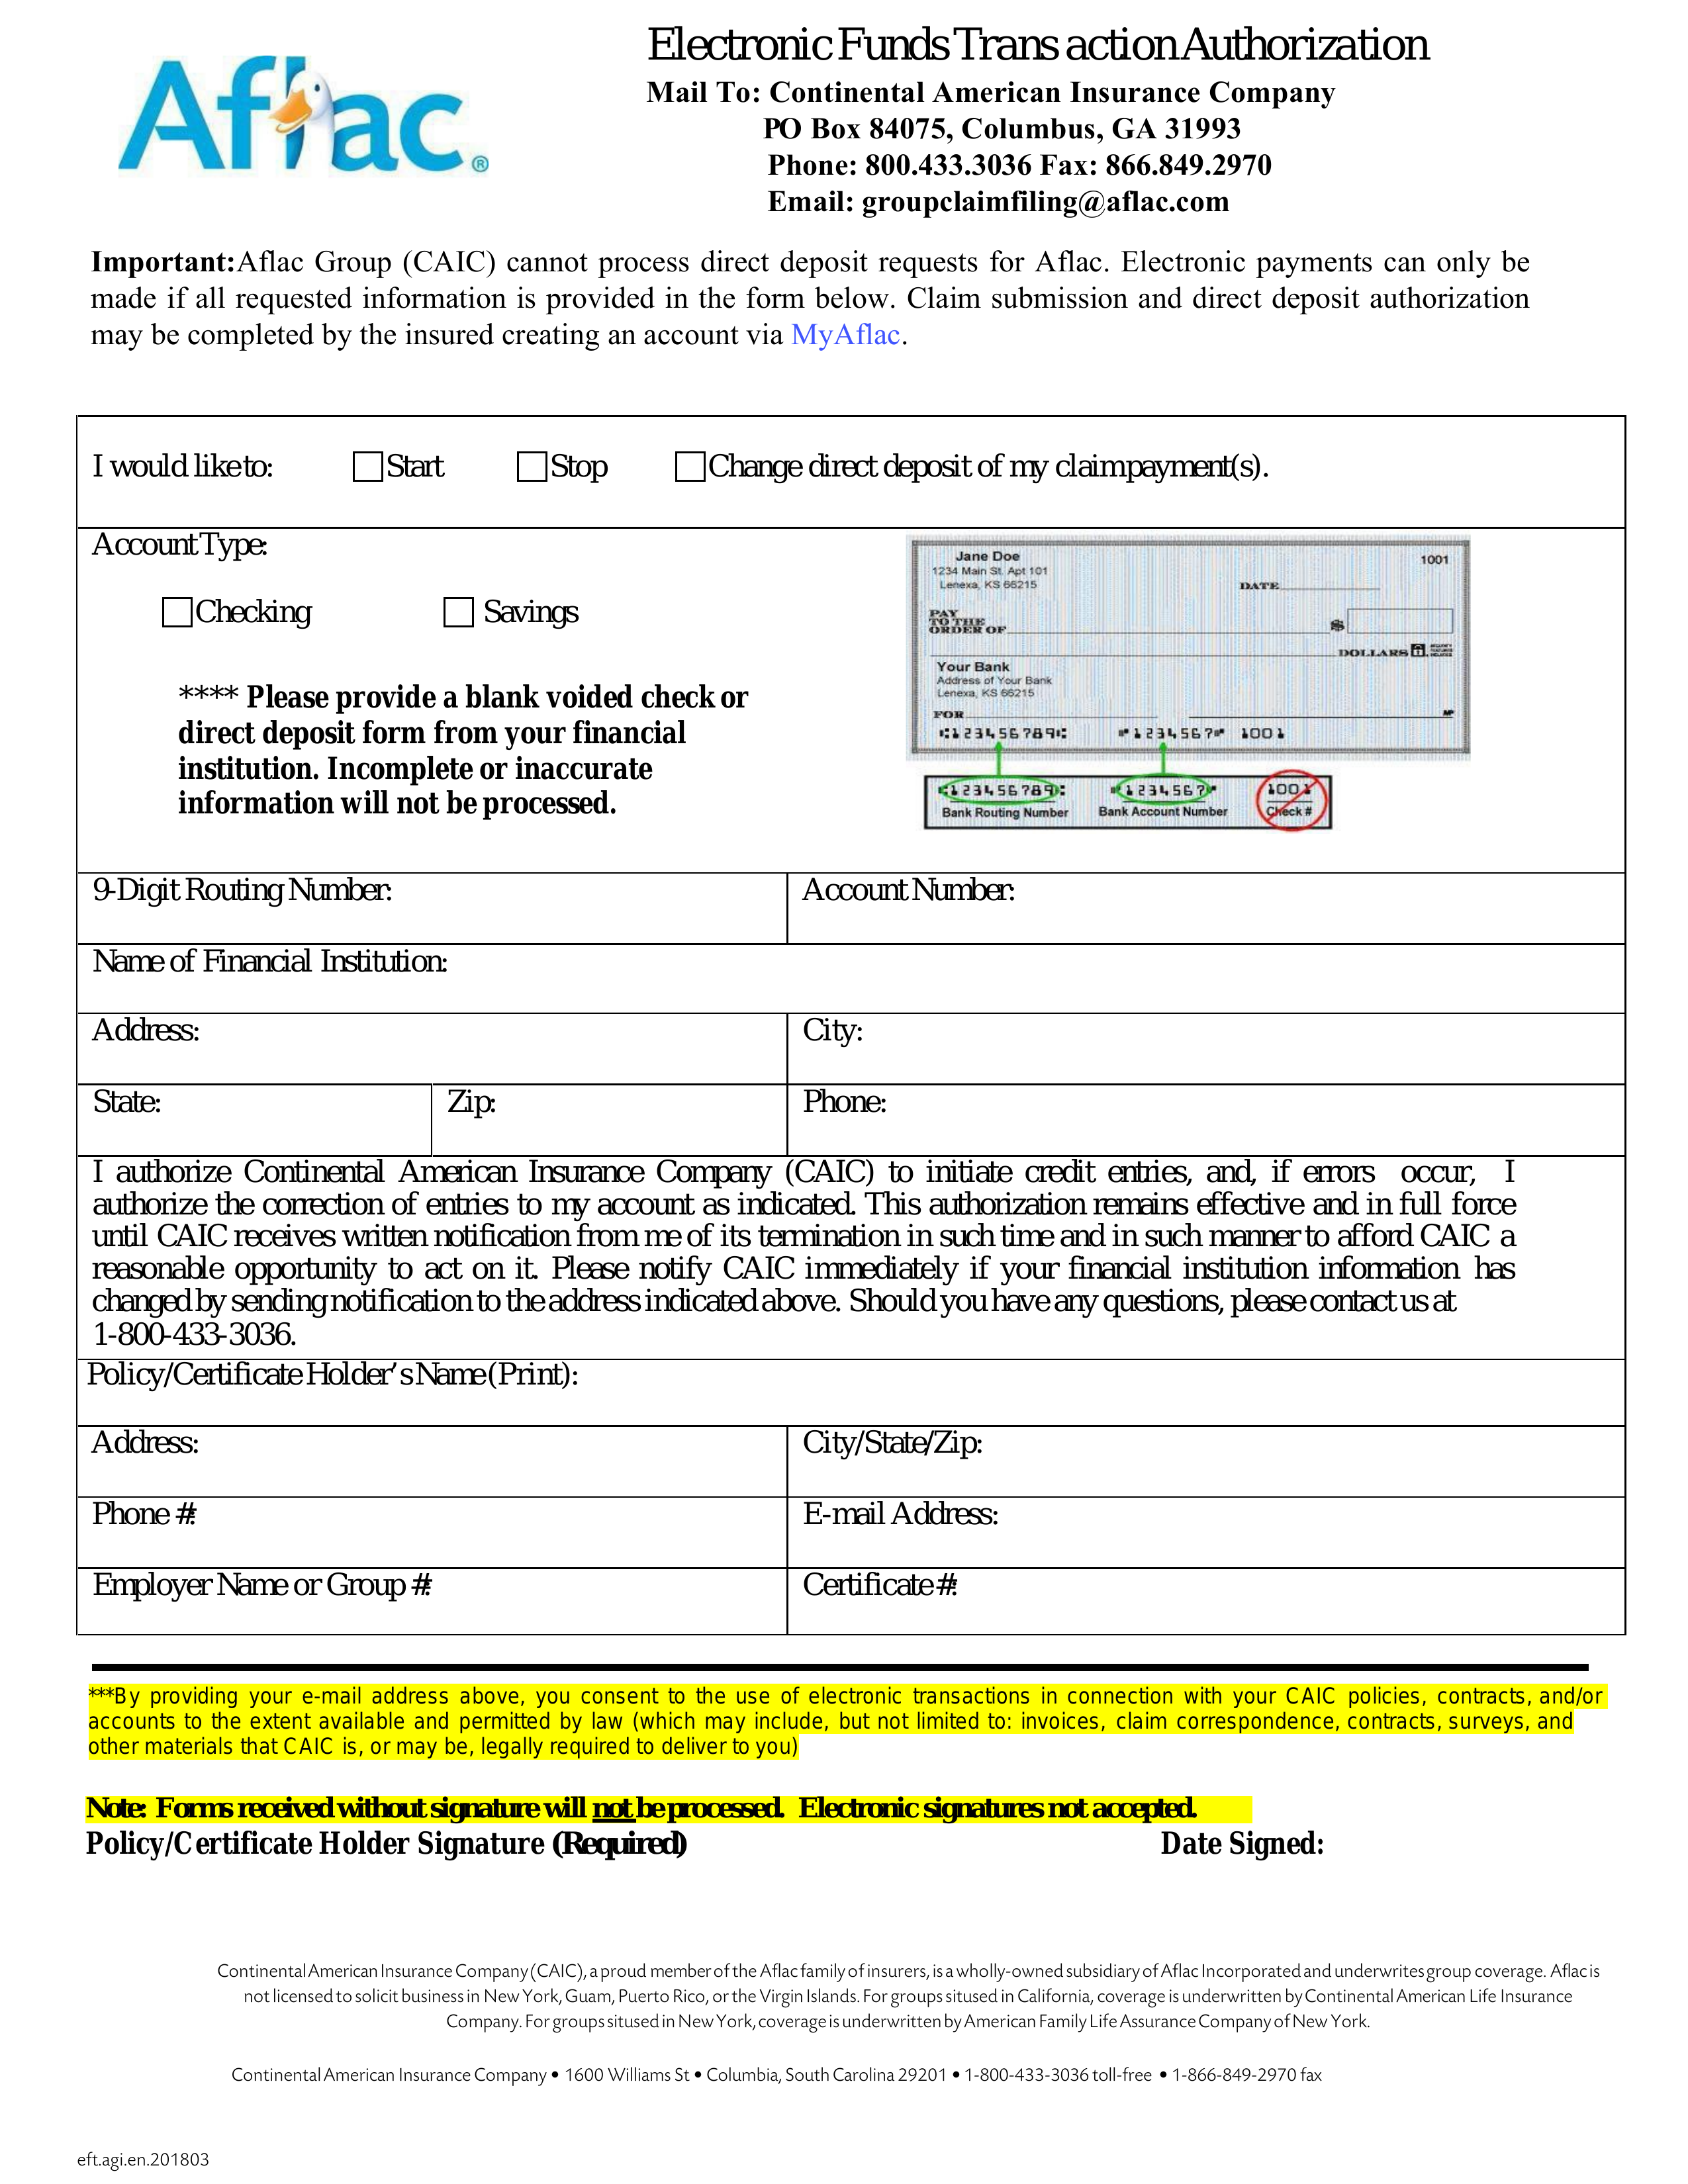 Aflac®
Electronic Funds Trans action Authorization
Mail To: Continental American Insurance Company
PO Box 84075, Columbus, GA 31993
Phone: 800.433.3036 Fax: 866.849.2970
Email: groupclaimfiling@aflac.com
Important:Aflac Group (CAIC) cannot process direct deposit requests for Aflac. Electronic payments can only be
made if all requested information is provided in the form below. Claim submission and direct deposit authorization
may be completed by the insured creating an account via MyAflac.
I would like to: Start Stop Change direct deposit of my claim payment(s).
Account Type:
Checking Savings
**** Please provide a blank voided check or
direct deposit form from your financial
institution. Incomplete or inaccurate
information will not be processed.
Jane Doe 1001
1234 Main St. Apt 101
Lenexa, KS 66215 DATE
PAY
TO THE
ORDER OF $
DOLLARS
Your Bank
Address of Your Bank
Lenexa, KS 66215
FOR MP
⑆123456789⑆ ⑈1234567⑈ 1001
⑆123456789⑆ ⑈1234567⑈ 1001
Bank Routing Number Bank Account Number Check #
9-Digit Routing Number: Account Number:
Name of Financial Institution:
Address: City:
State: Zip: Phone:
I authorize Continental American Insurance Company (CAIC) to initiate credit entries, and, if errors occur, I
authorize the correction of entries to my account as indicated. This authorization remains effective and in full force
until CAIC receives written notification from me of its termination in such time and in such manner to afford CAIC a
reasonable opportunity to act on it. Please notify CAIC immediately if your financial institution information has
changed by sending notification to the address indicated above. Should you have any questions, please contact us at
1-800-433-3036.
Policy/Certificate Holder's Name (Print):
Address: City/State/Zip:
Phone #: E-mail Address:
Employer Name or Group #: Certificate #:
***By providing your e-mail address above, you consent to the use of electronic transactions in connection with your CAIC policies, contracts, and/or
accounts to the extent available and permitted by law (which may include, but not limited to: invoices, claim correspondence, contracts, surveys, and
other materials that CAIC is, or may be, legally required to deliver to you)
Note: Forms received without signature will not be processed. Electronic signatures not accepted.
Policy/Certificate Holder Signature (Required) Date Signed:
Continental American Insurance Company (CAIC), a proud member of the Aflac family of insurers, is a wholly-owned subsidiary of Aflac Incorporated and underwrites group coverage. Aflac is
not licensed to solicit business in New York, Guam, Puerto Rico, or the Virgin Islands. For groups sitused in California, coverage is underwritten by Continental American Life Insurance
Company. For groups sitused in New York, coverage is underwritten by American Family Life Assurance Company of New York.
Continental American Insurance Company • 1600 Williams St • Columbia, South Carolina 29201 • 1-800-433-3036 toll-free • 1-866-849-2970 fax
eft.agi.en.201803